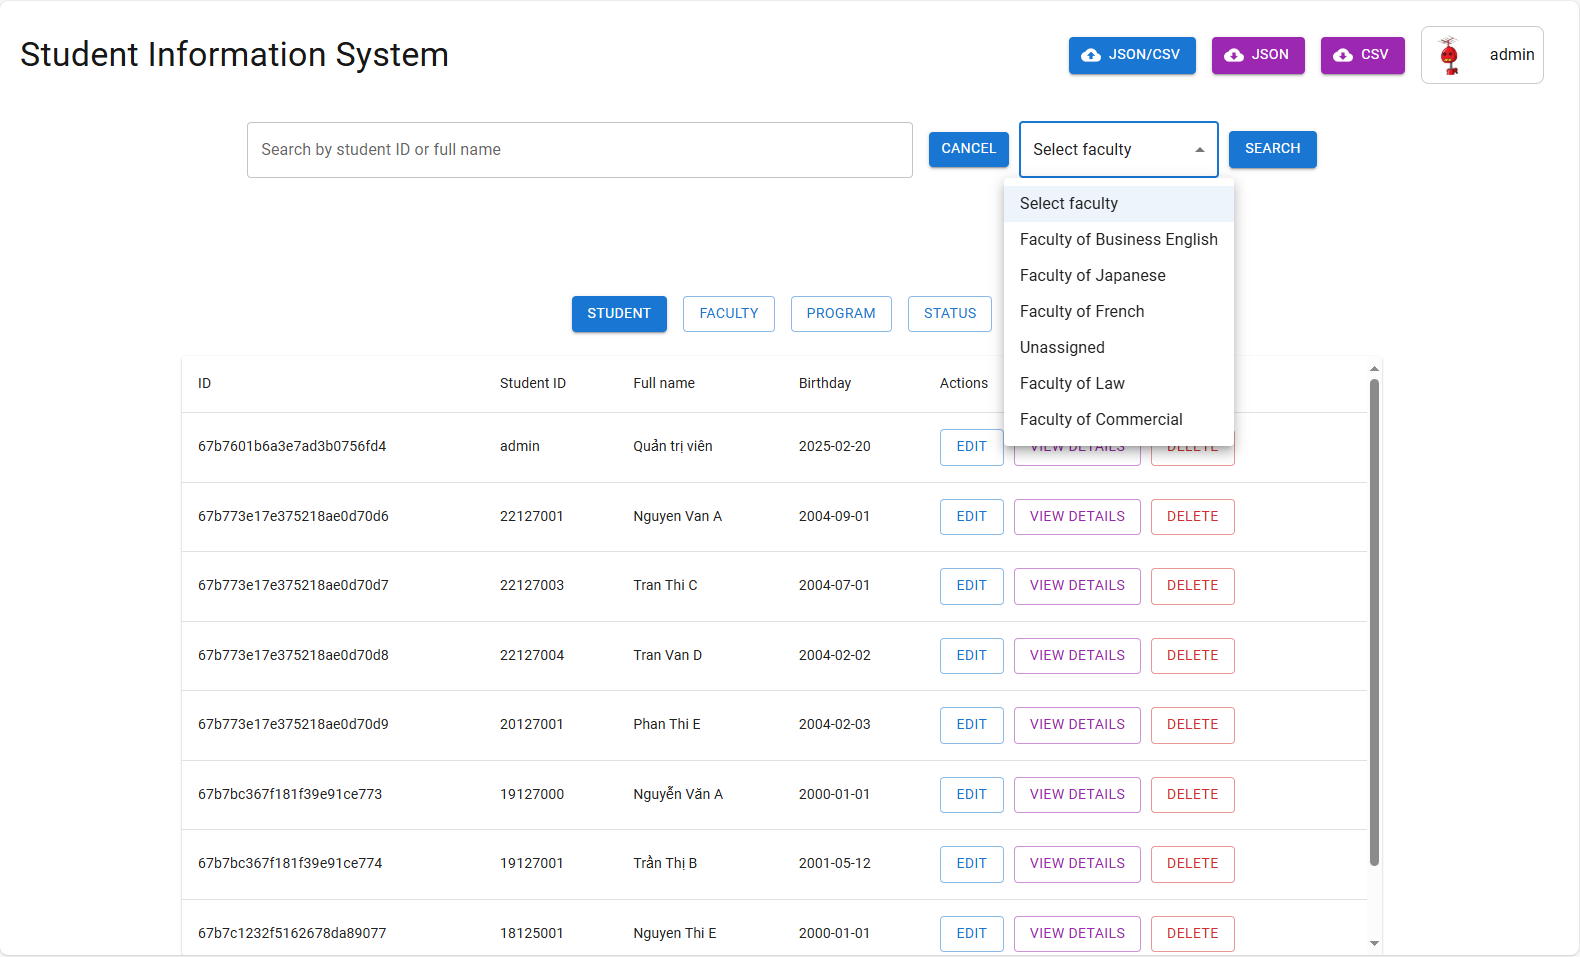 Student Information System
JSON/CSV
JSON
CSV
admin
Search by student ID or full name
CANCEL
Select faculty
SEARCH
Select faculty
Faculty of Business English
Faculty of Japanese
Faculty of French
Unassigned
Faculty of Law
Faculty of Commercial
STUDENT
FACULTY
PROGRAM
STATUS
ID Student ID Full name Birthday Actions
67b7601b6a3e7ad3b0756fd4 admin Quản trị viên 2025-02-20 EDIT VIEW DETAILS DELETE
67b773e17e375218ae0d70d6 22127001 Nguyen Van A 2004-09-01 EDIT VIEW DETAILS DELETE
67b773e17e375218ae0d70d7 22127003 Tran Thi C 2004-07-01 EDIT VIEW DETAILS DELETE
67b773e17e375218ae0d70d8 22127004 Tran Van D 2004-02-02 EDIT VIEW DETAILS DELETE
67b773e17e375218ae0d70d9 20127001 Phan Thi E 2004-02-03 EDIT VIEW DETAILS DELETE
67b7bc367f181f39e91ce773 19127000 Nguyễn Văn A 2000-01-01 EDIT VIEW DETAILS DELETE
67b7bc367f181f39e91ce774 19127001 Trần Thị B 2001-05-12 EDIT VIEW DETAILS DELETE
67b7c1232f5162678da89077 18125001 Nguyen Thi E 2000-01-01 EDIT VIEW DETAILS DELETE